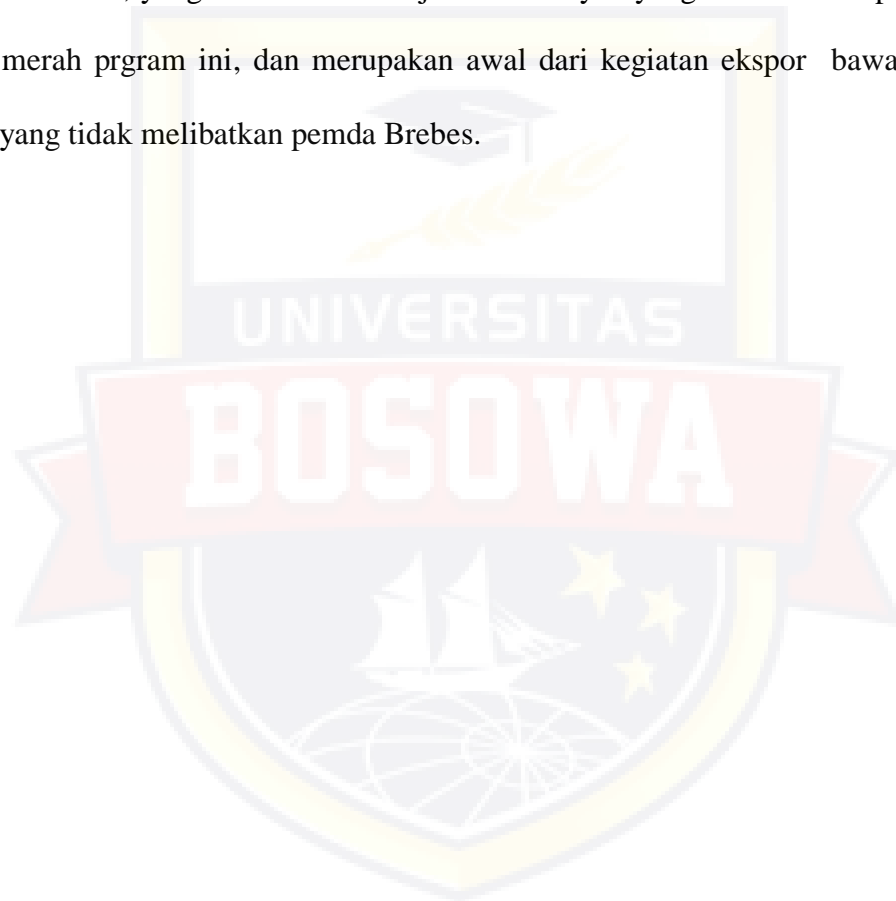 merah prgram ini, dan merupakan awal dari kegiatan ekspor bawa
yang tidak melibatkan pemda Brebes.
UNIVERSITAS
BOSOWA